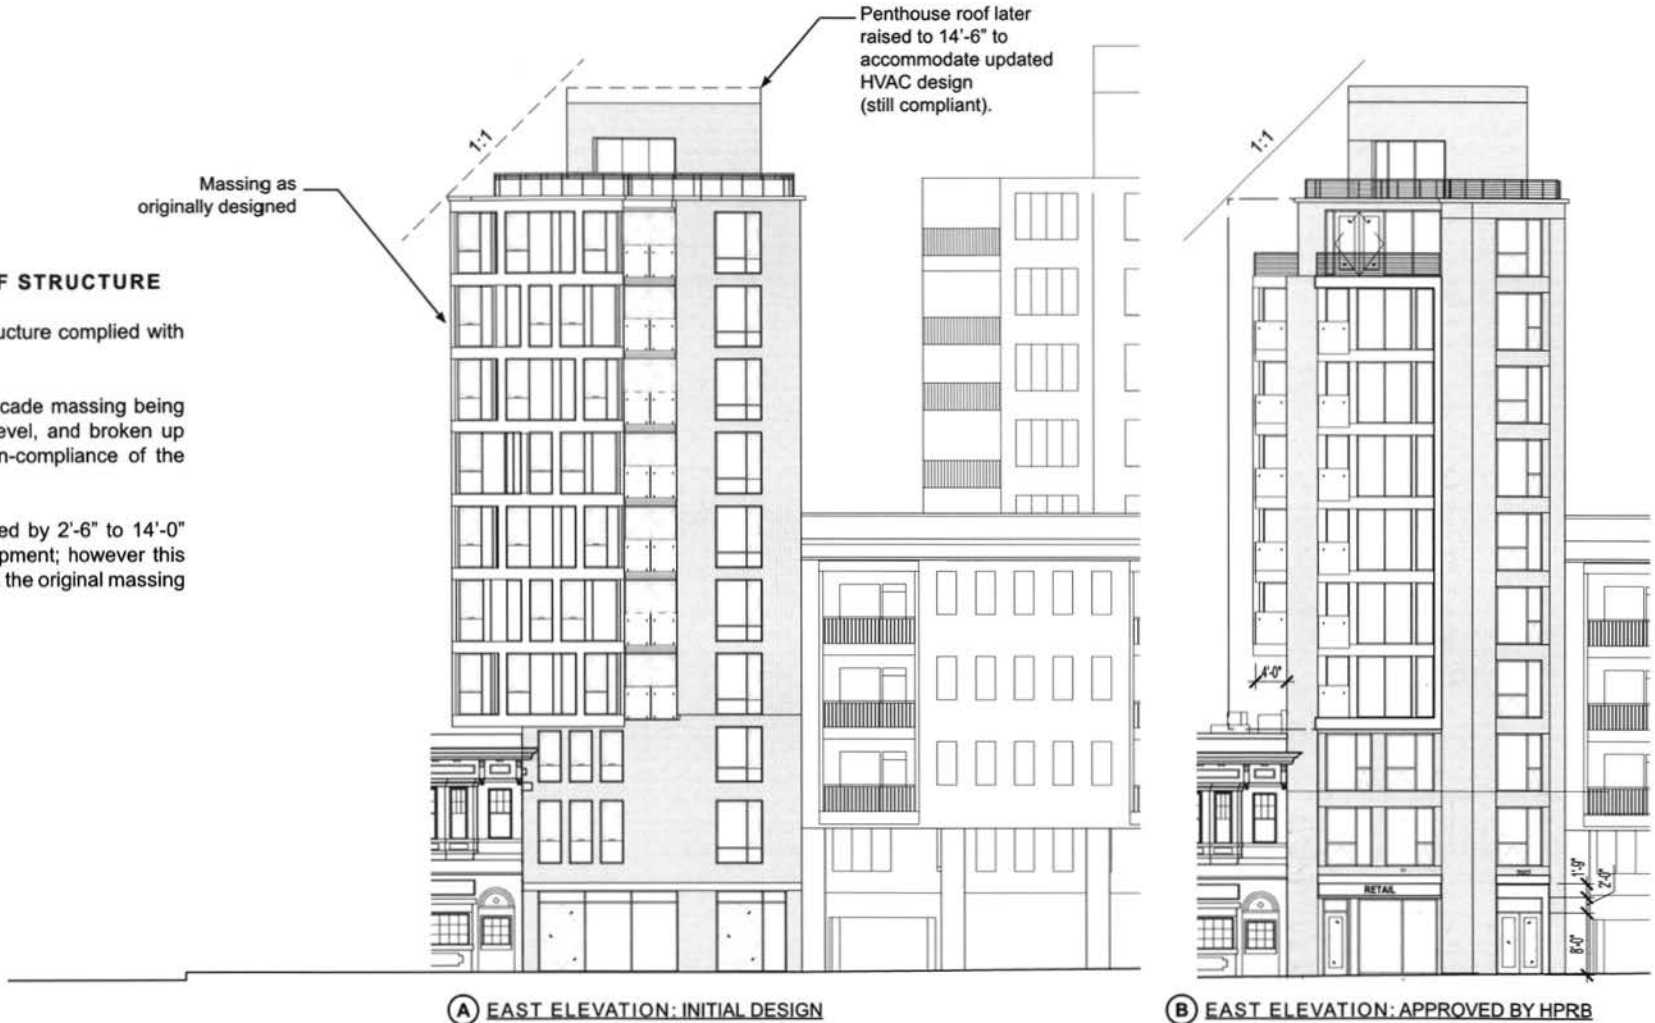 Penthouse roof later
raised to 14'-6" to
accommodate updated
HVAC design
(still compliant).
1:1
1:1
Massing as
originally designed
F STRUCTURE
ucture complied with
cade massing being
evel, and broken up
n-compliance of the
ed by 2'-6" to 14'-0"
pment; however this
the original massing
4'-0"
RETAIL
1'-9"
2'-0"
8'-0"
A EAST ELEVATION: INITIAL DESIGN
B EAST ELEVATION: APPROVED BY HPRB